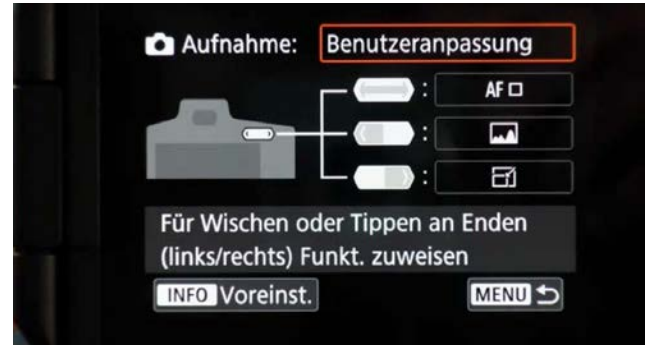 Aufnahme: Benutzeranpassung
:
AF
:
:
Für Wischen oder Tippen an Enden
(links/rechts) Funkt. zuweisen
INFO Voreinst. MENU